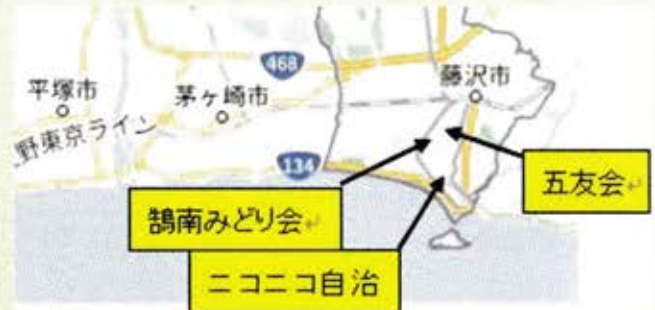 468
藤沢市
平塚市
茅ヶ崎市
野東京ライン
134
五友会
鵠南みどり会
ニコニコ自治